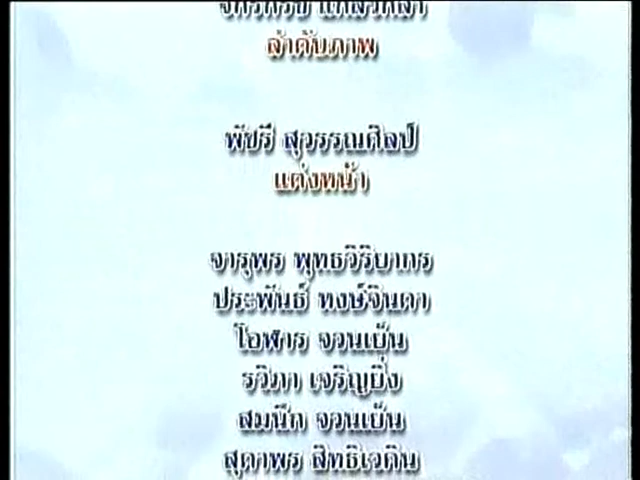 ลำดับภาพ
พัชรี สุวรรณศิลป์
แต่งหน้า
จารุพร พุทธวิริบากร
ประพันธ์ หงษ์จินดา
โอฬาร จวนเย็น
รวิภา เจริญยิ่ง
สมนึก จวนเย็น
สุดาพร สิทธิเวคิน